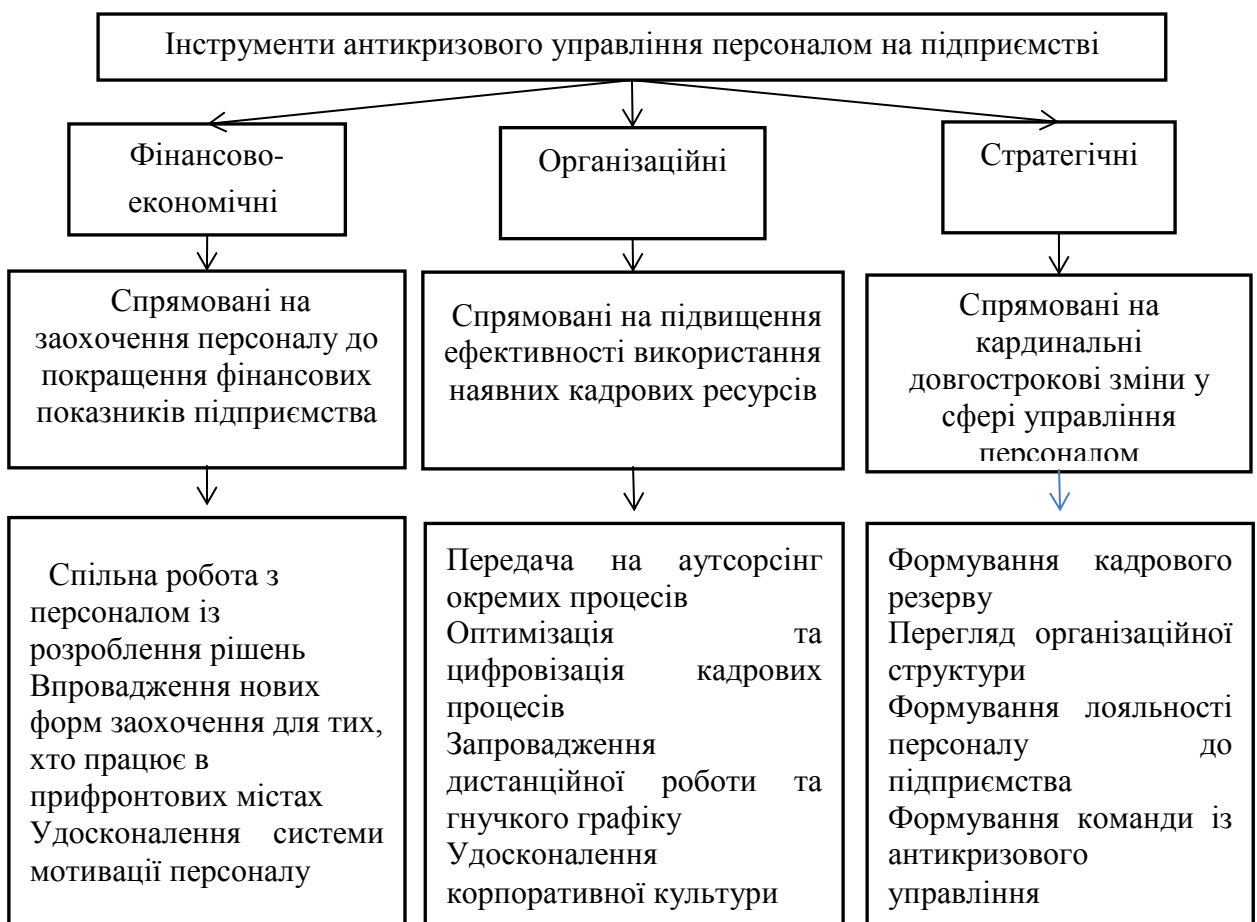 Інструменти антикризового управління персоналом на підприємстві
Фінансово-
економічні
Організаційні
Стратегічні
Спрямовані на
заохочення персоналу до
покращення фінансових
показників підприємства
Спрямовані на підвищення
ефективності використання
наявних кадрових ресурсів
Спрямовані на
кардинальні
довгострокові зміни у
сфері управління
персоналом
Спільна робота з
персоналом із
розроблення рішень
Впровадження нових
форм заохочення для тих,
хто працює в
прифронтових містах
Удосконалення системи
мотивації персоналу
Передача на аутсорсінг
окремих процесів
Оптимізація та
цифровізація кадрових
процесів
Запровадження
дистанційної роботи та
гнучкого графіку
Удосконалення
корпоративної культури
Формування кадрового
резерву
Перегляд організаційної
структури
Формування лояльності
персоналу до
підприємства
Формування команди із
антикризового
управління